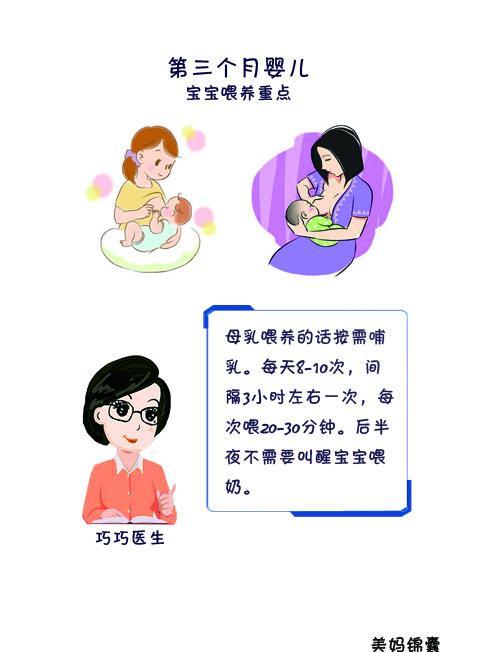 第三个月婴儿
宝宝喂养重点
母乳喂养的话按需哺
乳。每天8-10次，间
隔3小时左右一次，每
次喂20-30分钟。后半
夜不需要叫醒宝宝喂
奶。
巧巧医生
美妈锦囊